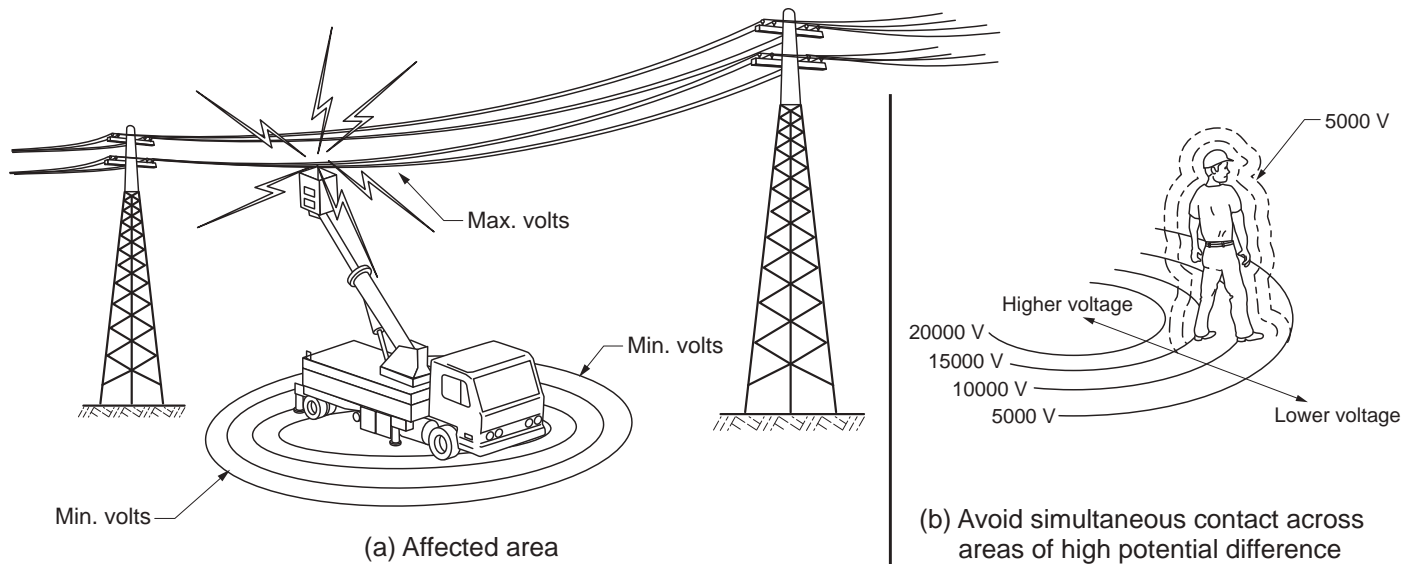 Max. volts
Min. volts
Min. volts
(a) Affected area
5000 V
Higher voltage
20000 V
15000 V
10000 V
5000 V
Lower voltage
(b) Avoid simultaneous contact across
areas of high potential difference